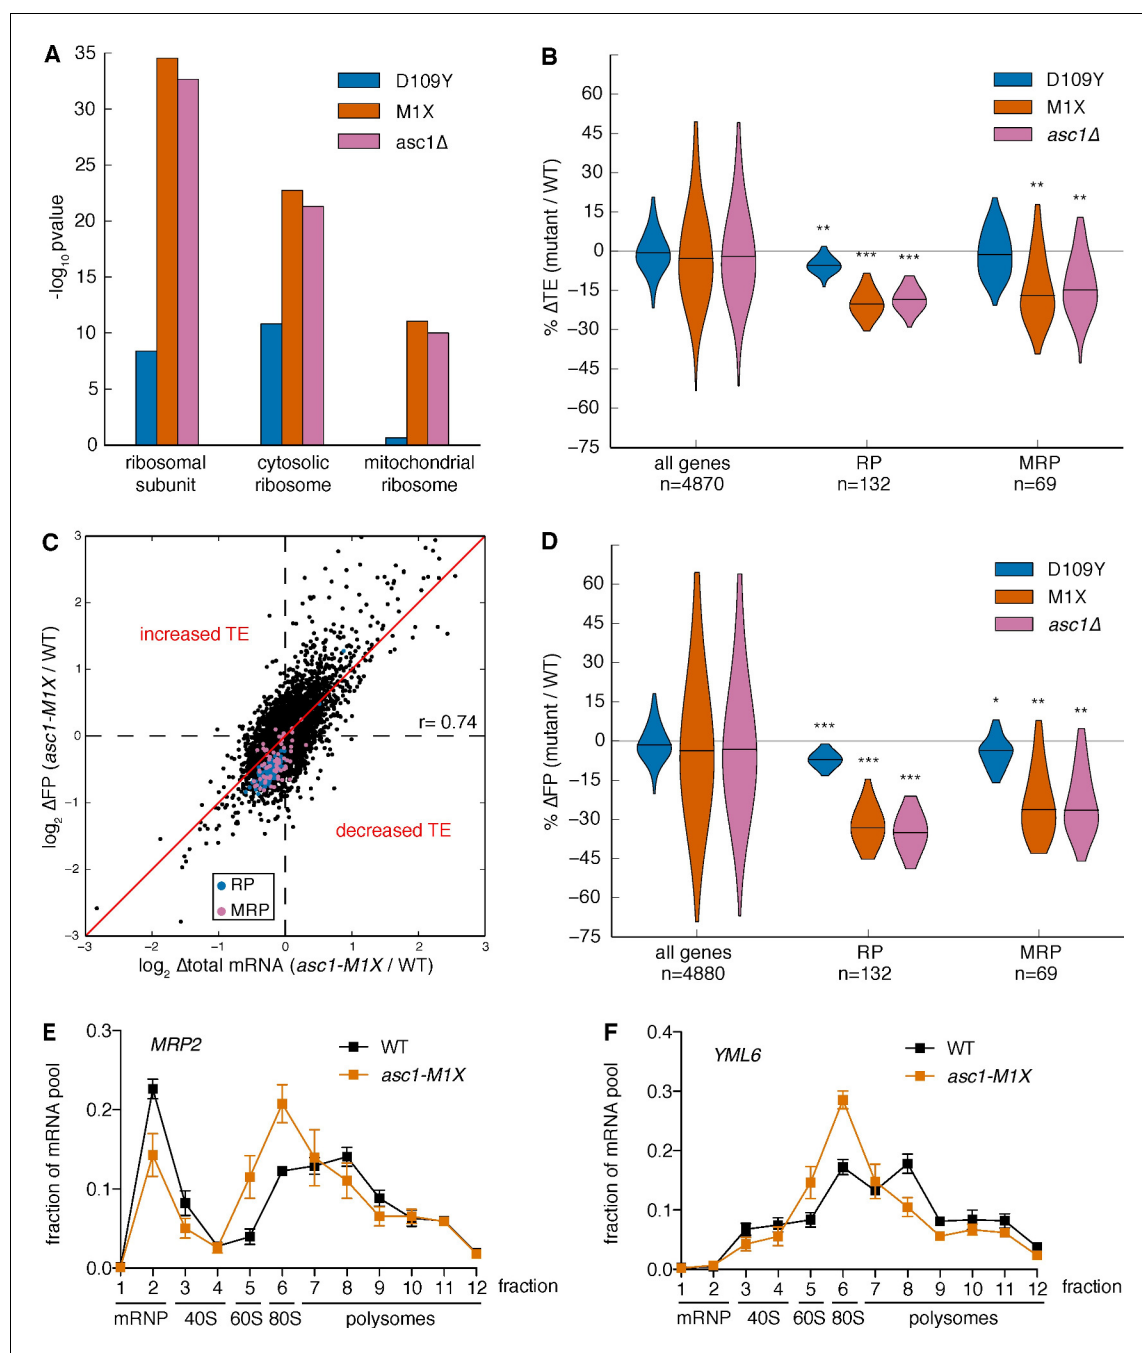 A
35
30
25
20
15
10
5
0
-log10 pvalue
D109Y
M1X
asc1Δ
ribosomal subunit
cytosolic ribosome
mitochondrial ribosome
B
60
45
30
15
0
−15
−30
−45
−60
−75
% ΔTE (mutant / WT)
D109Y
M1X
asc1Δ
**
***
***
**
**
all genes
n=4870
RP
n=132
MRP
n=69
C
3
2
1
0
−1
−2
−3
log2 ΔFP (asc1-M1X / WT)
increased TE
r= 0.74
decreased TE
RP
MRP
−3
−2
−1
0
1
2
3
log2 Δtotal mRNA (asc1-M1X / WT)
D
60
45
30
15
0
−15
−30
−45
−60
−75
% ΔFP (mutant / WT)
D109Y
M1X
asc1Δ
***
***
***
*
**
**
all genes
n=4880
RP
n=132
MRP
n=69
E
MRP2
WT
asc1-M1X
0.3
0.2
0.1
0.0
fraction of mRNA pool
1 2 3 4 5 6 7 8 9 10 11 12 fraction
mRNP 40S 60S 80S polysomes
F
YML6
WT
asc1-M1X
0.4
0.3
0.2
0.1
0.0
fraction of mRNA pool
1 2 3 4 5 6 7 8 9 10 11 12 fraction
mRNP 40S 60S 80S polysomes